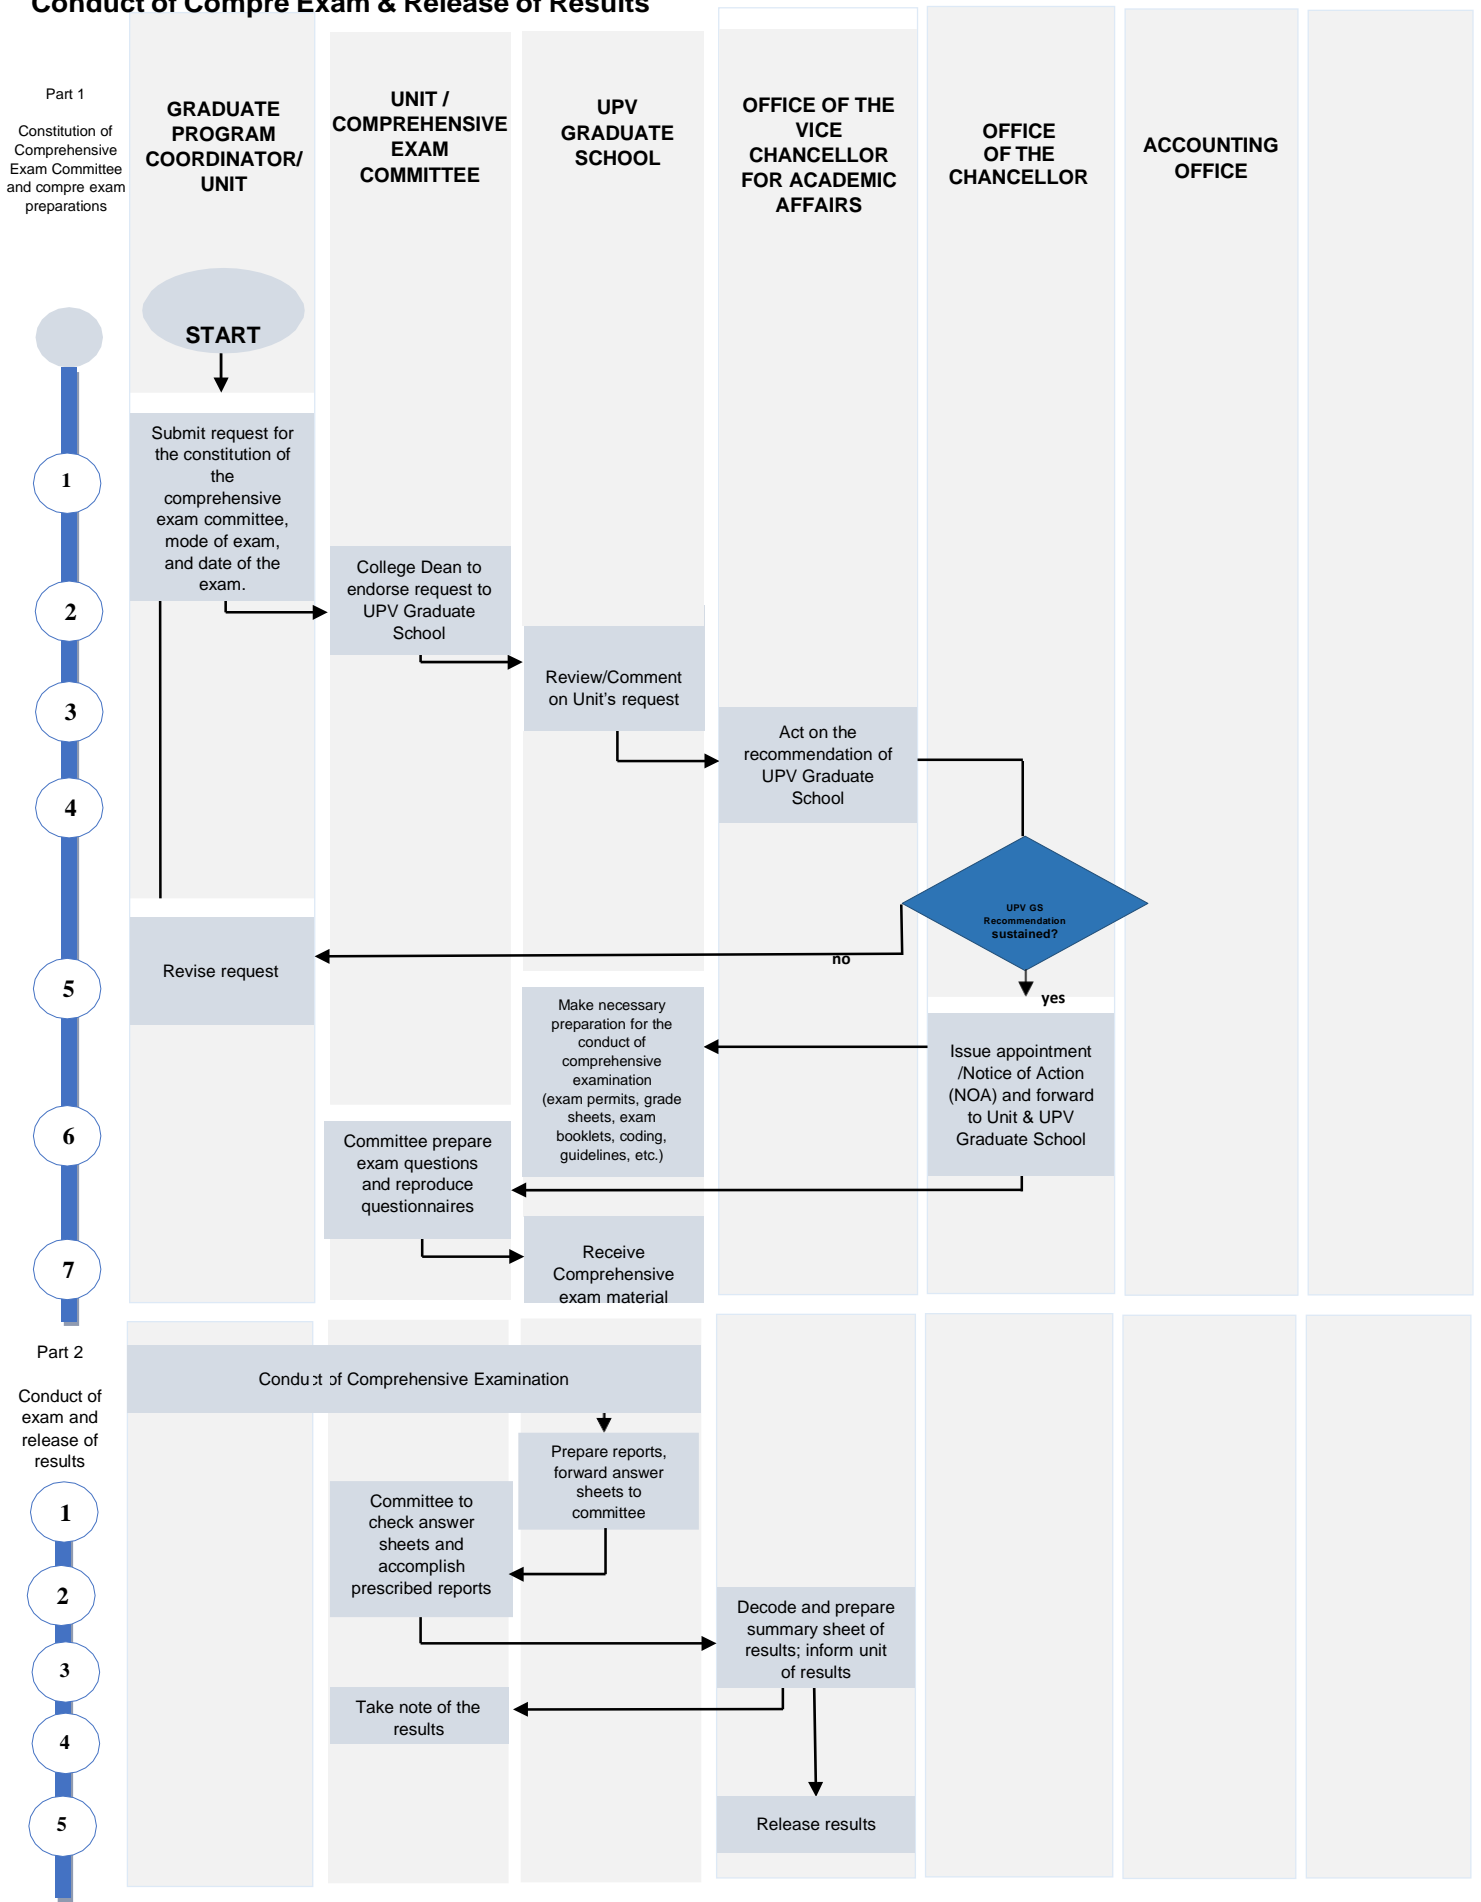 Conduct of Compre Exam & Release of Results
Part 1
Constitution of
Comprehensive
Exam Committee
and compre exam
preparations
GRADUATE
PROGRAM
COORDINATOR/
UNIT
UNIT /
COMPREHENSIVE
EXAM
COMMITTEE
UPV
GRADUATE
SCHOOL
OFFICE OF THE
VICE
CHANCELLOR
FOR ACADEMIC
AFFAIRS
OFFICE
OF THE
CHANCELLOR
ACCOUNTING
OFFICE
START
1
Submit request for
the constitution of
the
comprehensive
exam committee,
mode of exam,
and date of the
exam.
2
College Dean to
endorse request to
UPV Graduate
School
3
Review/Comment
on Unit's request
4
Act on the
recommendation of
UPV Graduate
School
UPV GS
Recommendation
sustained?
no
yes
5
Revise request
Make necessary
preparation for the
conduct of
comprehensive
examination
(exam permits, grade
sheets, exam
booklets, coding,
guidelines, etc.)
Issue appointment
/Notice of Action
(NOA) and forward
to Unit & UPV
Graduate School
6
Committee prepare
exam questions
and reproduce
questionnaires
7
Receive
Comprehensive
exam material
Part 2
Conduct of
exam and
release of
results
Conduct of Comprehensive Examination
1
Prepare reports,
forward answer
sheets to
committee
2
Committee to
check answer
sheets and
accomplish
prescribed reports
3
Decode and prepare
summary sheet of
results; inform unit
of results
4
Take note of the
results
5
Release results